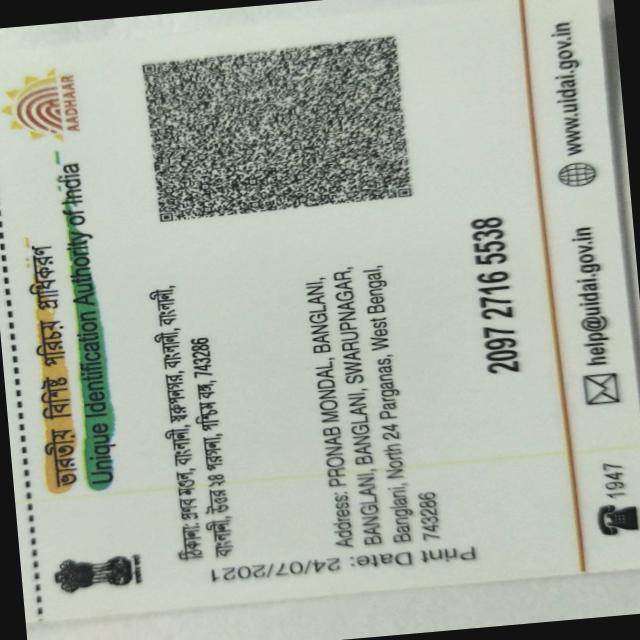 ভারতীয় বিশিষ্ট পরিচয় প্রাধিকরণ
Unique Identification Authority of India
AADHAAR
ঠিকানা: প্রণব মন্ডল, বাংলানী, স্বরূপনগর, বাংলানী, বাংলানী,
বাংলানী, উত্তর ২৪ পরগনা, পশ্চিম বঙ্গ, 743286
Address: PRONAB MONDAL, BANGLANI,
BANGLANI, BANGLANI, SWARUPNAGAR,
Banglani, North 24 Parganas, West Bengal,
743286
Print Date: 24/07/2021
2097 2716 5538
1947
help@uidai.gov.in
www.uidai.gov.in